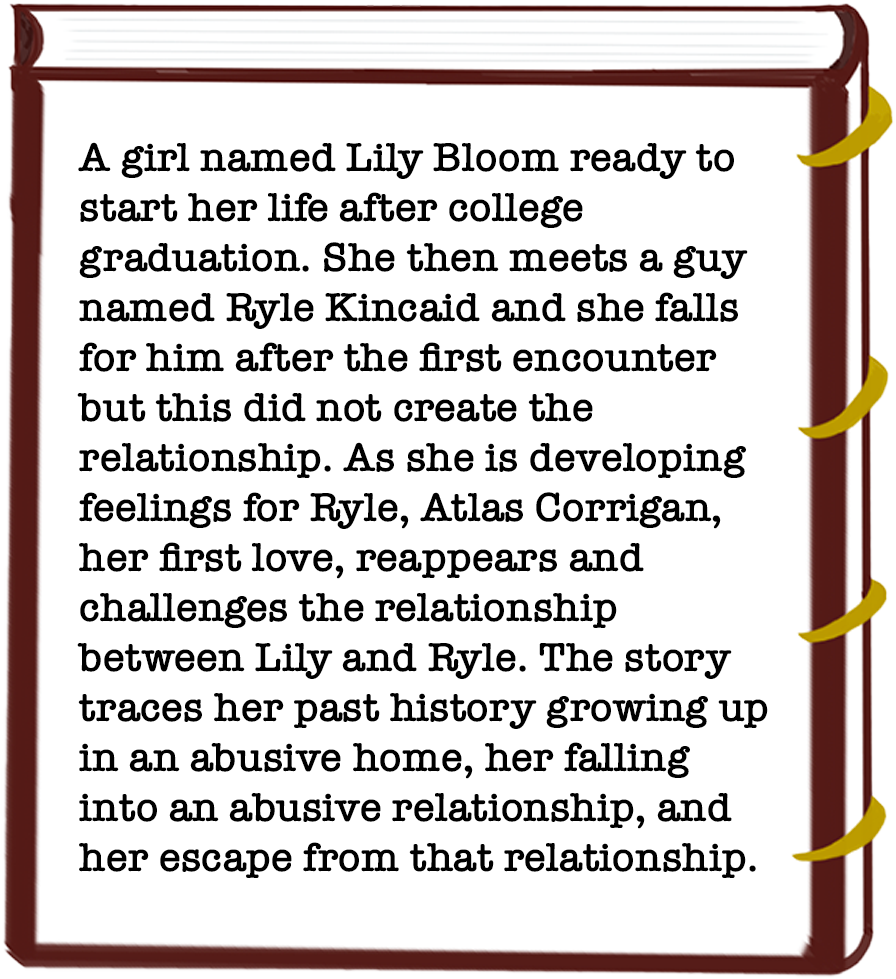 A girl named Lily Bloom ready to
start her life after college
graduation. She then meets a guy
named Ryle Kincaid and she falls
for him after the first encounter
but this did not create the
relationship. As she is developing
feelings for Ryle, Atlas Corrigan,
her first love, reappears and
challenges the relationship
between Lily and Ryle. The story
traces her past history growing up
in an abusive home, her falling
into an abusive relationship, and
her escape from that relationship.